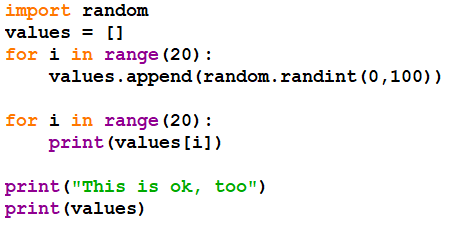 import random
values = []
for i in range(20):
    values.append(random.randint(0,100))

for i in range(20):
    print(values[i])

print("This is ok, too")
print(values)